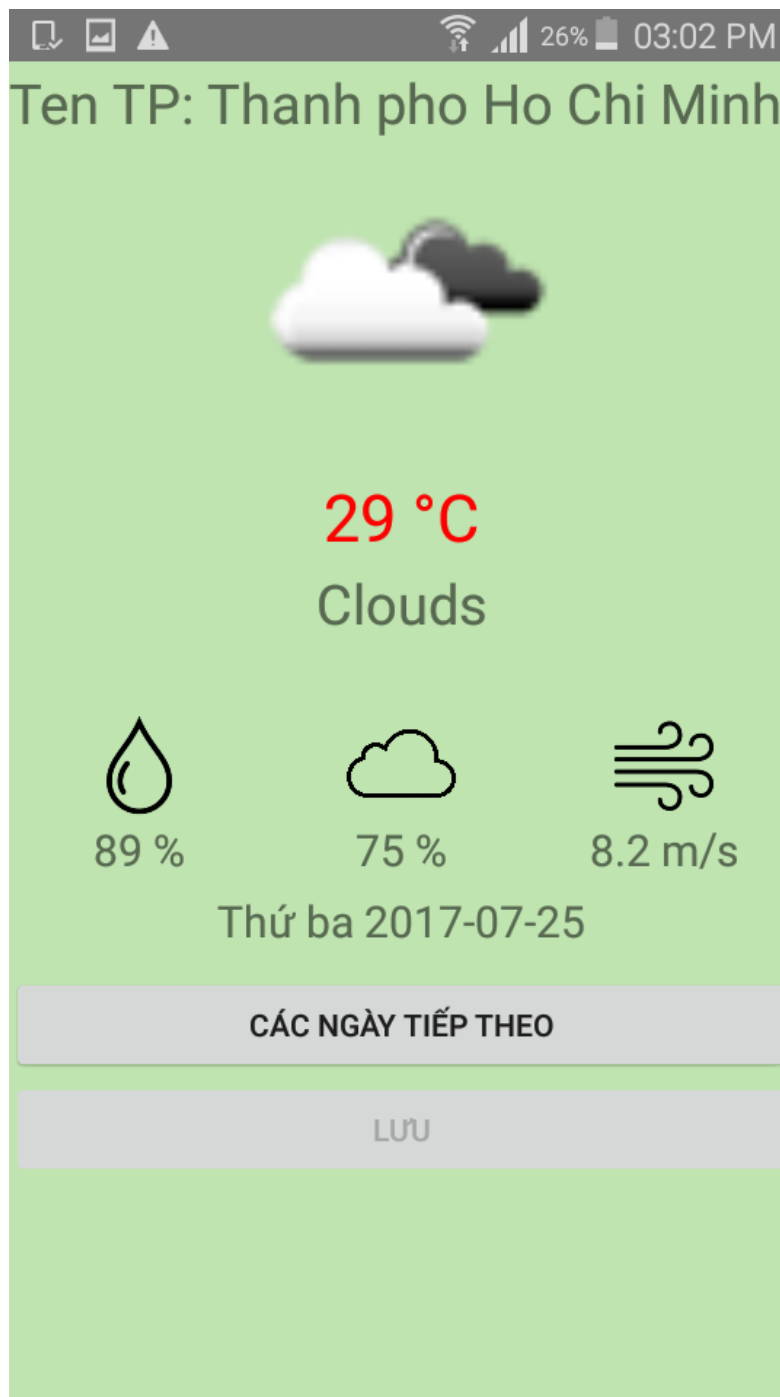 26% 03:02 PM
Ten TP: Thanh pho Ho Chi Minh
29 °C
Clouds
89 % 75 % 8.2 m/s
Thứ ba 2017-07-25
CÁC NGÀY TIẾP THEO
LƯU